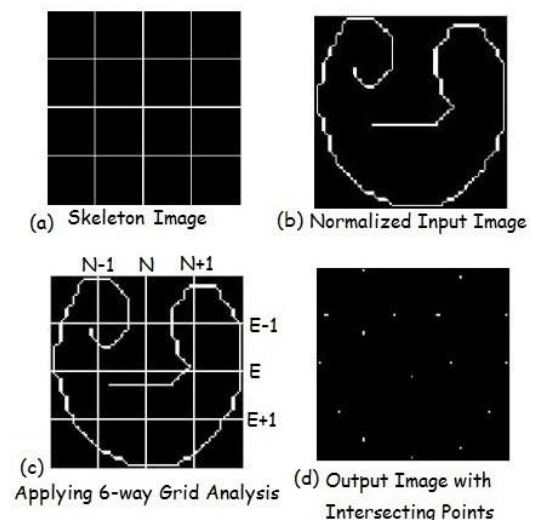 (a) Skeleton Image
(b) Normalized Input Image
N-1 N N+1
E-1
E
E+1
(c)
Applying 6-way Grid Analysis
(d) Output Image with
Intersecting Points